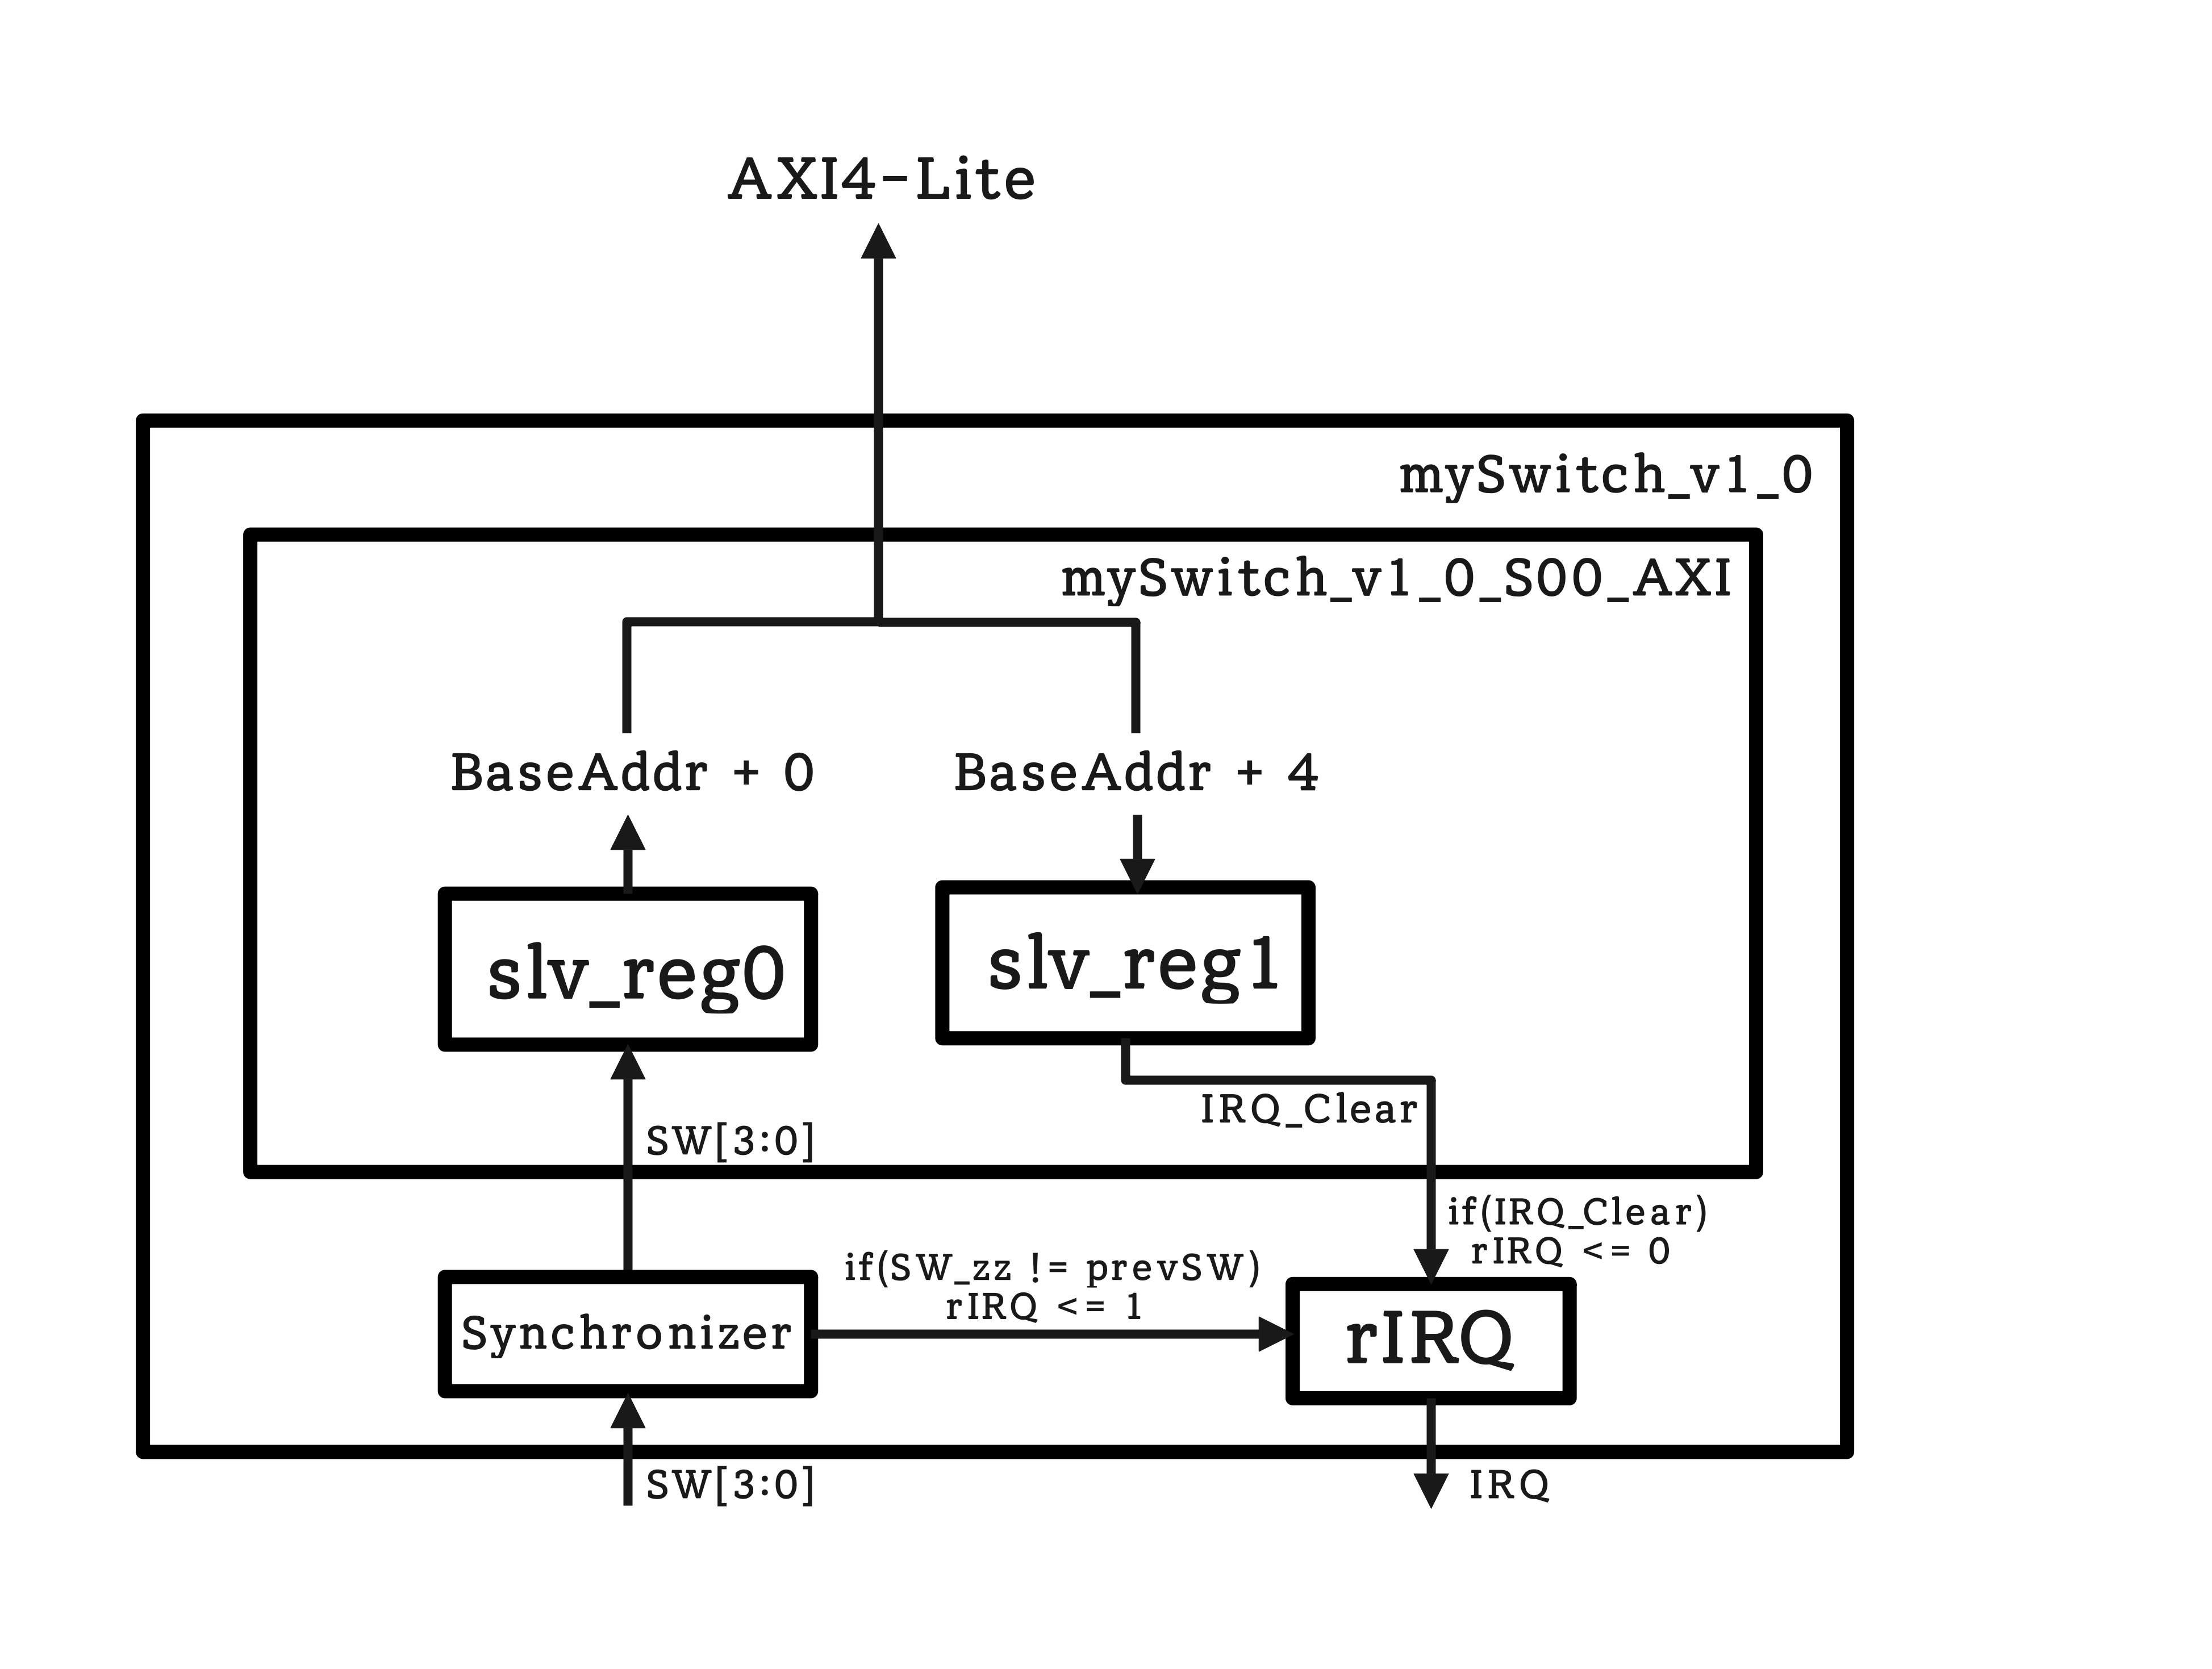 AXI4-Lite
mySwitch_v1_0
mySwitch_v1_0_S00_AXI
BaseAddr + 0
BaseAddr + 4
slv_reg0
slv_reg1
IRQ_Clear
SW[3:0]
if(IRQ_Clear)
rIRQ <= 0
if(SW_zz != prevSW)
rIRQ <= 1
Synchronizer
rIRQ
SW[3:0]
IRQ